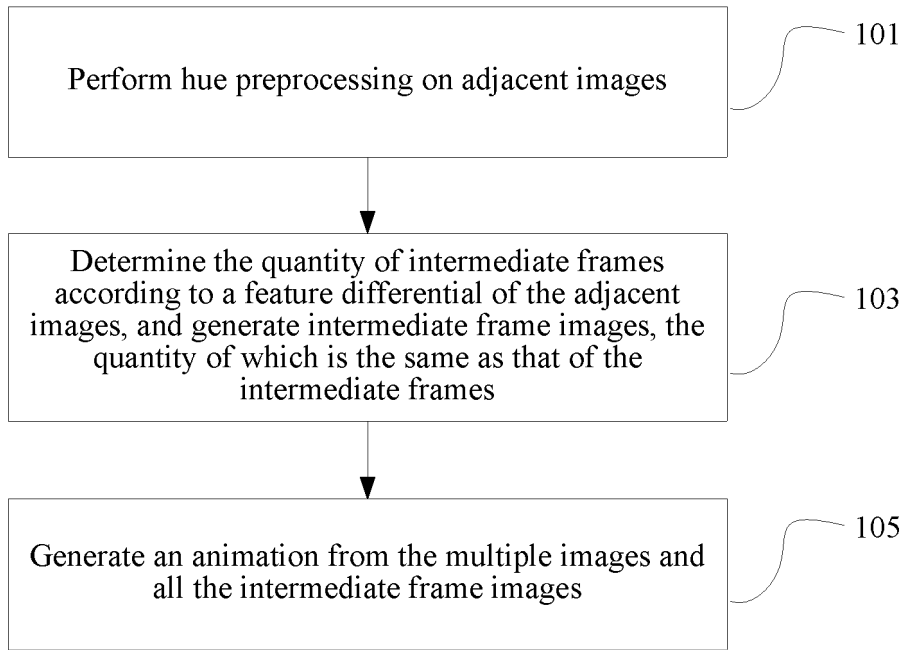 Perform hue preprocessing on adjacent images
101
Determine the quantity of intermediate frames
according to a feature differential of the adjacent
images, and generate intermediate frame images, the
quantity of which is the same as that of the
intermediate frames
103
Generate an animation from the multiple images and
all the intermediate frame images
105